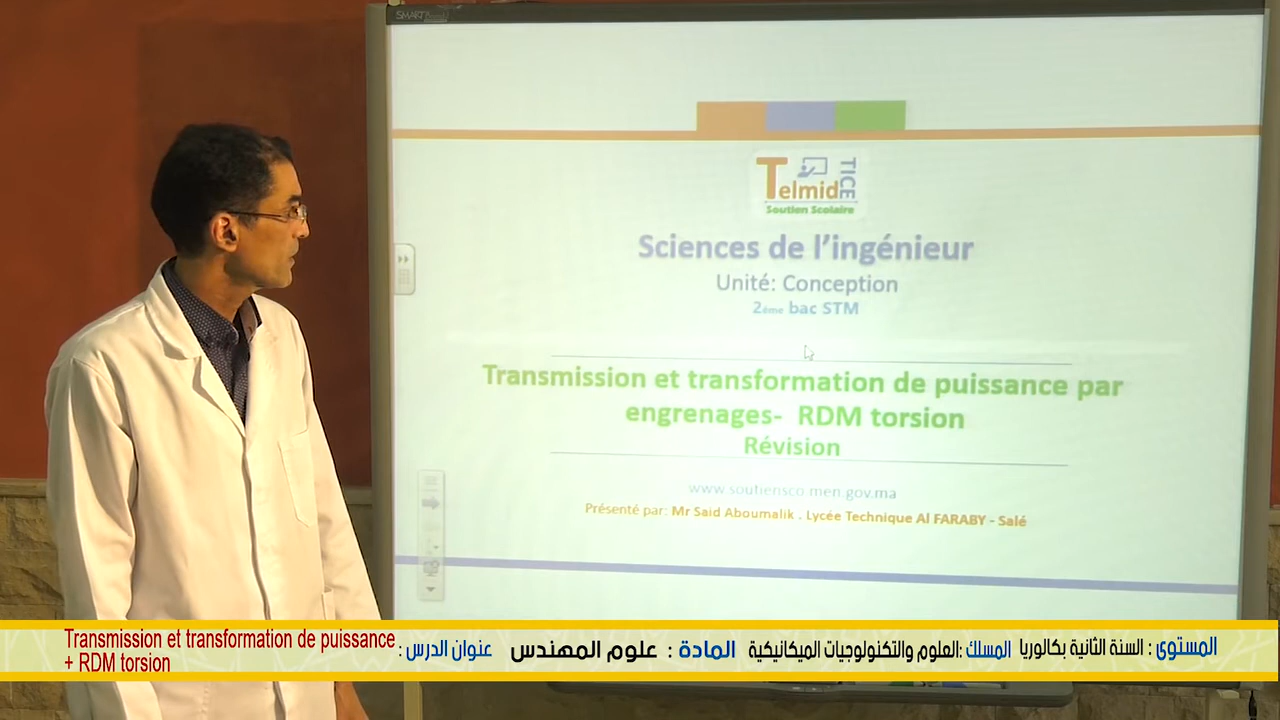 SMART
Telmid TICE
Soutien Scolaire
Sciences de l'ingénieur
Unité: Conception
2ème bac STM
Transmission et transformation de puissance par
engrenages- RDM torsion
Révision
www.soutiensco.men.gov.ma
Présenté par: Mr Said Aboumalik . Lycée Technique Al FARABY - Salé
المستوى : السنة الثانية بكالوريا المسلك :العلوم والتكنولوجيات الميكانيكية المادة : علوم المهندس عنوان الدرس :
Transmission et transformation de puissance
+ RDM torsion